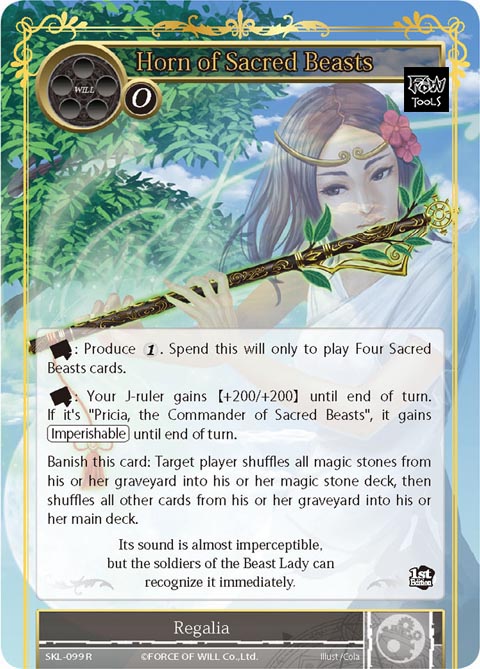 Horn of Sacred Beasts
WILL
0
FoW
TOOLS
: Produce 1. Spend this will only to play Four Sacred
Beasts cards.
: Your J-ruler gains 【+200/+200】 until end of turn.
If it's "Pricia, the Commander of Sacred Beasts", it gains
Imperishable until end of turn.
Banish this card: Target player shuffles all magic stones from
his or her graveyard into his or her magic stone deck, then
shuffles all other cards from his or her graveyard into his or
her main deck.
Its sound is almost imperceptible,
but the soldiers of the Beast Lady can
recognize it immediately.
1st
Edition
Regalia
SKL-099 R ©FORCE OF WILL Co.,Ltd. Illust/Cola